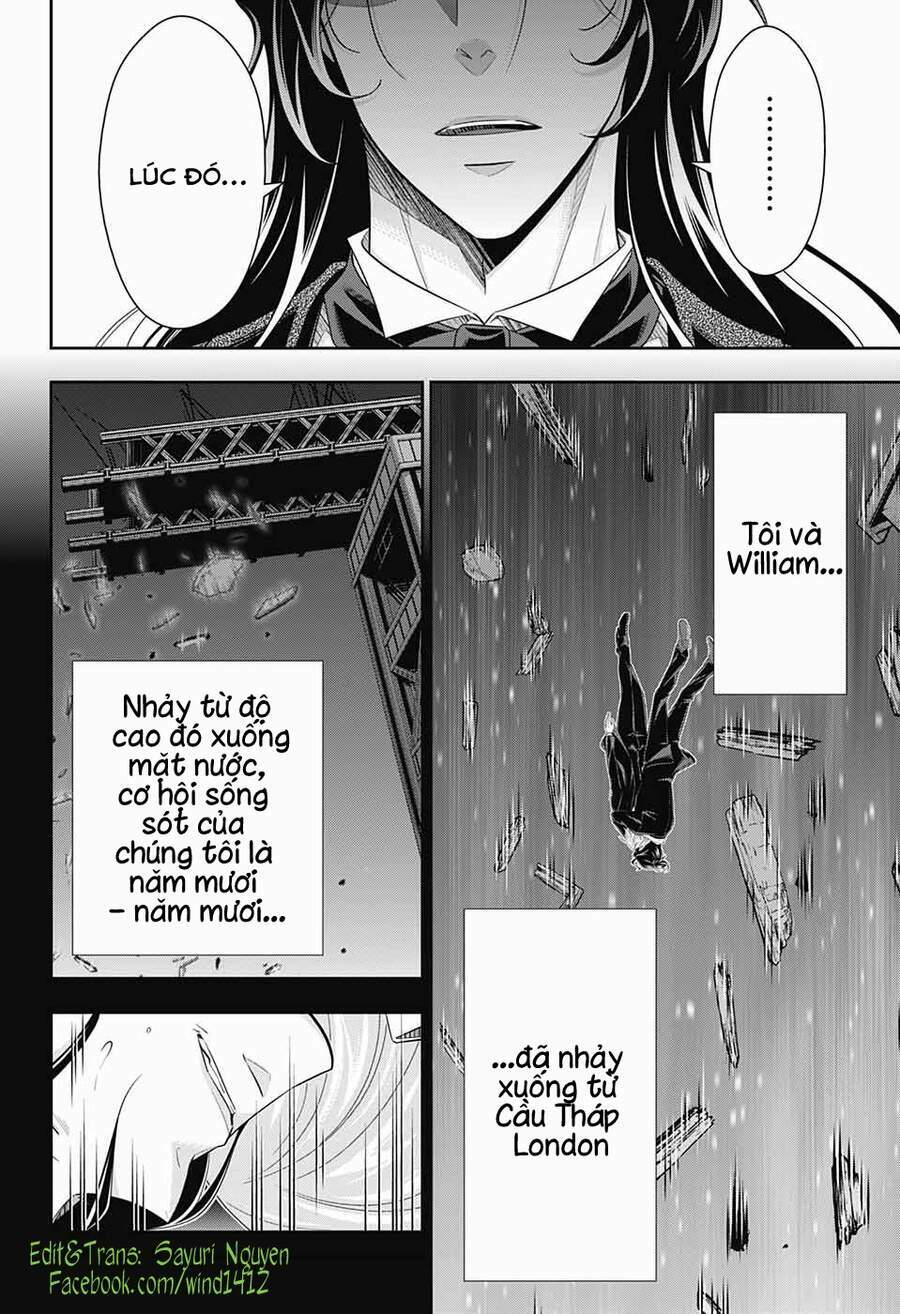 ...........
LÚC ĐÓ...
Tôi và
William...
...đã nhảy
xuống từ
Cầu Tháp
London
Nhảy từ độ
cao đó xuống
mặt nước,
cơ hội sống
sót của
chúng tôi là
năm mươi
– năm mươi...
Edit&Trans: Sayuri Nguyen
Facebook.com/wind1412